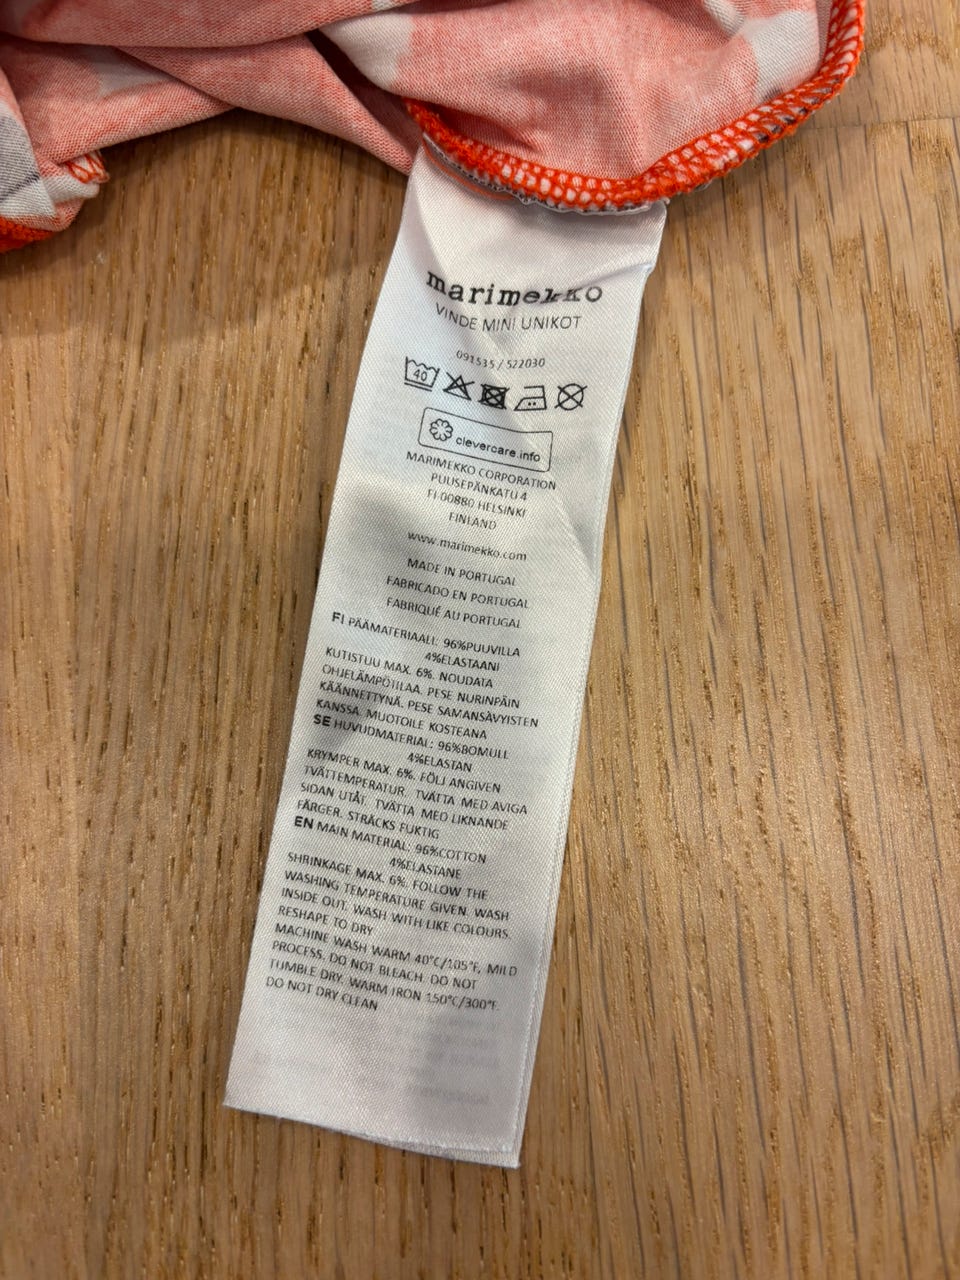 marimekko
VINDE MINI UNIKOT
091535 / 522030
40
clevercare.info
MARIMEKKO CORPORATION
PUUSEPÄNKATU 4
FI-00880 HELSINKI
FINLAND
www.marimekko.com
MADE IN PORTUGAL
FABRICADO EN PORTUGAL
FABRIQUÉ AU PORTUGAL
FI PÄÄMATERIAALI: 96%PUUVILLA
4%ELASTAANI
KUTISTUU MAX. 6%. NOUDATA
OHJELÄMPÖTILAA. PESE NURINPÄIN
KÄÄNNETTYNÄ. PESE SAMANSÄVYISTEN
KANSSA. MUOTOILE KOSTEANA
SE HUVUDMATERIAL: 96%BOMULL
4%ELASTAN
KRYMPER MAX. 6%. FÖLJ ANGIVEN
TVÄTTEMPERATUR. TVÄTTA MED AVIGA
SIDAN UTÅT. TVÄTTA MED LIKNANDE
FÄRGER. STRÄCKS FUKTIG
EN MAIN MATERIAL: 96%COTTON
4%ELASTANE
SHRINKAGE MAX. 6%. FOLLOW THE
WASHING TEMPERATURE GIVEN. WASH
INSIDE OUT. WASH WITH LIKE COLOURS.
RESHAPE TO DRY
MACHINE WASH WARM 40°C/105°F, MILD
PROCESS. DO NOT BLEACH. DO NOT
TUMBLE DRY. WARM IRON 150°C/300°F.
DO NOT DRY CLEAN